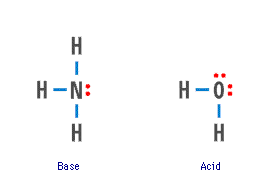 H
H N H O
H H
Base Acid